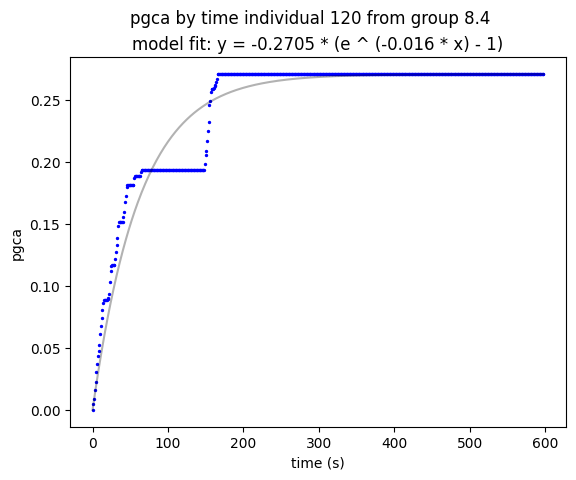 pgca by time individual 120 from group 8.4
model fit: y = -0.2705 * (e ^ (-0.016 * x) - 1)
0.25
0.20
0.15
0.10
0.05
0.00
pgca
0 100 200 300 400 500 600
time (s)